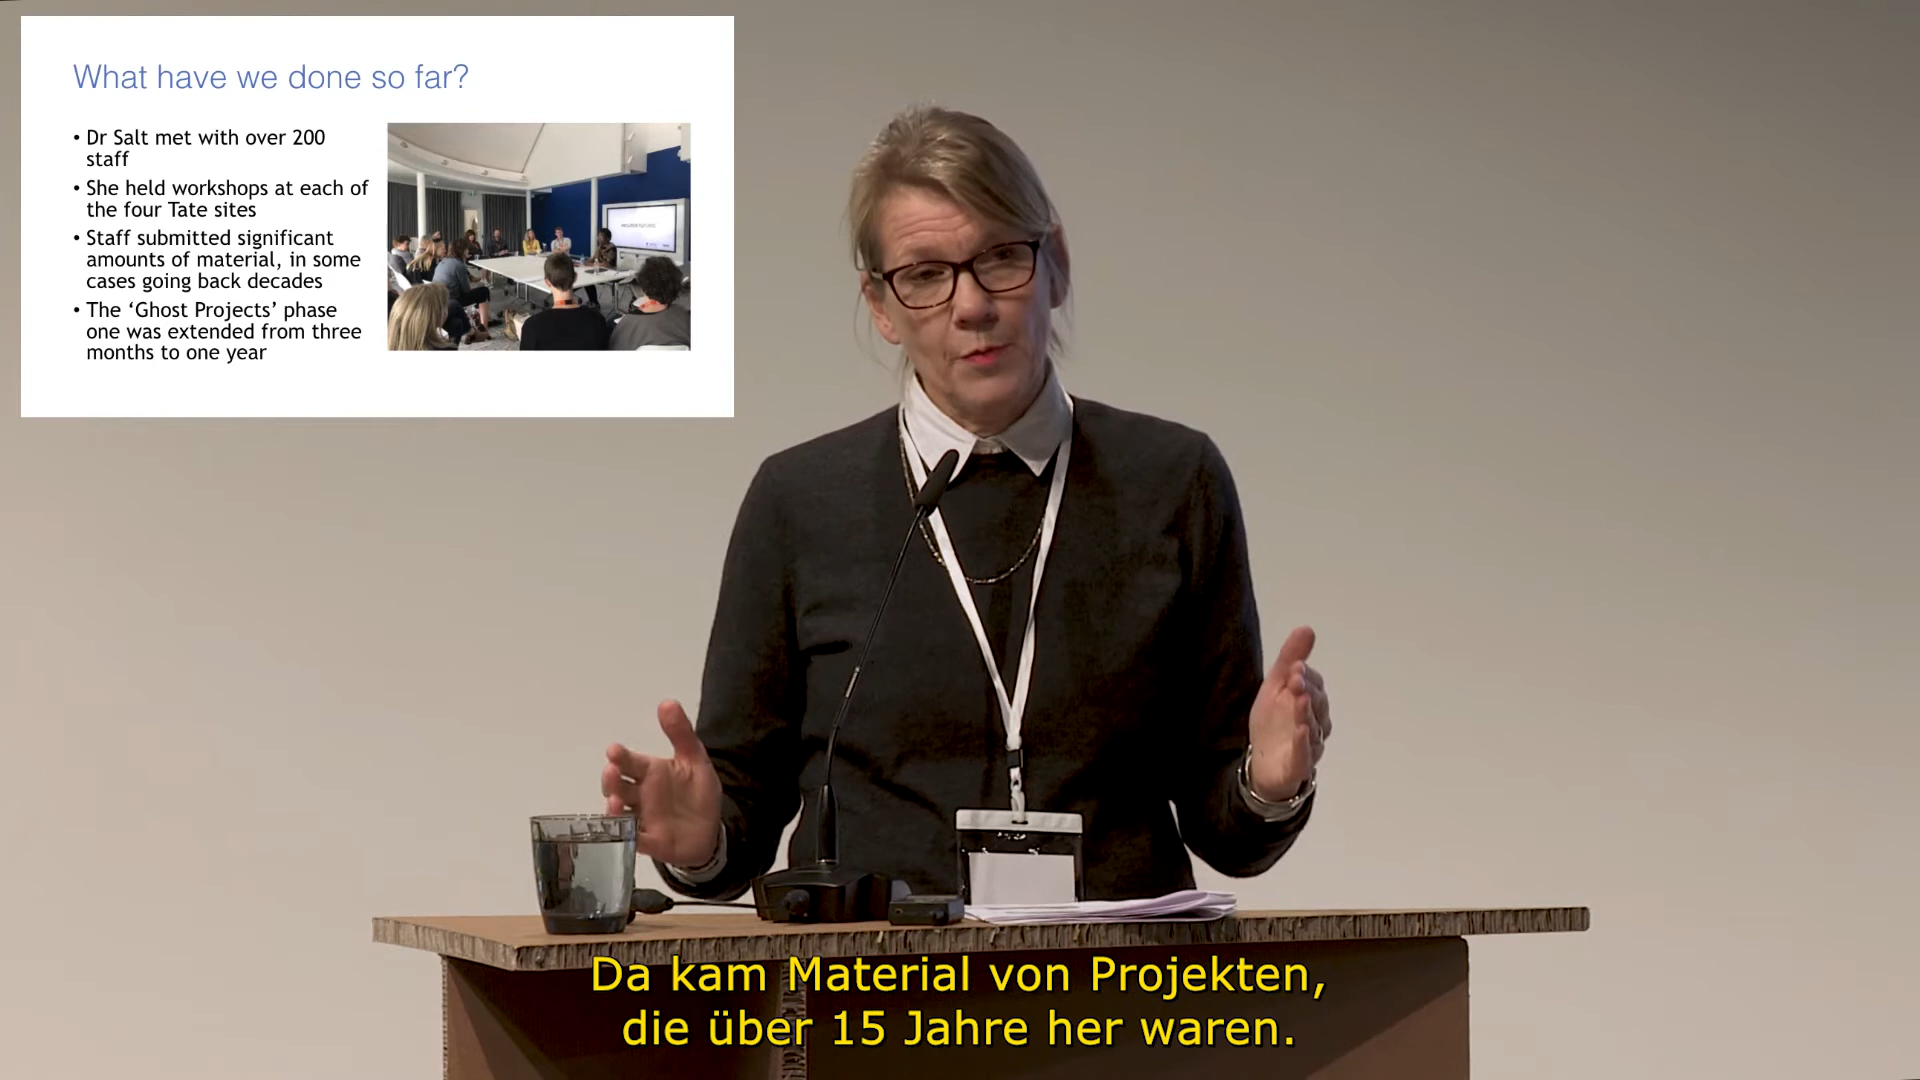 What have we done so far?
• Dr Salt met with over 200
staff
• She held workshops at each of
the four Tate sites
• Staff submitted significant
amounts of material, in some
cases going back decades
• The ‘Ghost Projects’ phase
one was extended from three
months to one year
Da kam Material von Projekten,
die über 15 Jahre her waren.